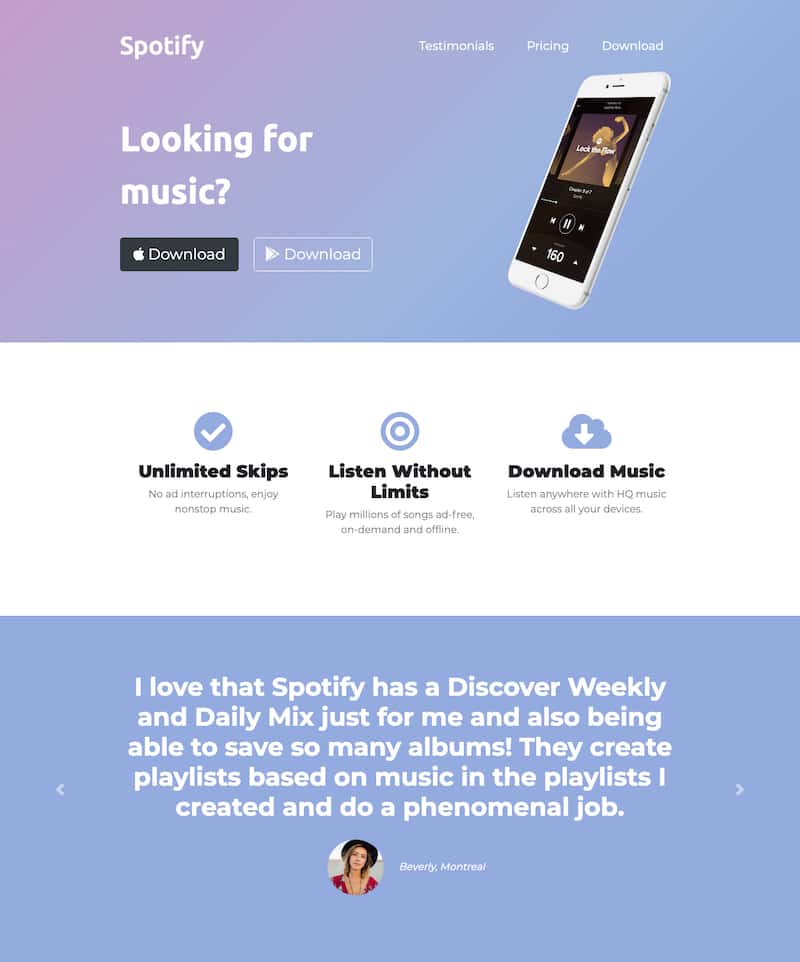 Spotify
Testimonials
Pricing
Download
Looking for
music?
Download
Download
Lock the Flow
160
Unlimited Skips
No ad interruptions, enjoy
nonstop music.
Listen Without
Limits
Play millions of songs ad-free,
on-demand and offline.
Download Music
Listen anywhere with HQ music
across all your devices.
I love that Spotify has a Discover Weekly
and Daily Mix just for me and also being
able to save so many albums! They create
playlists based on music in the playlists I
created and do a phenomenal job.
Beverly, Montreal